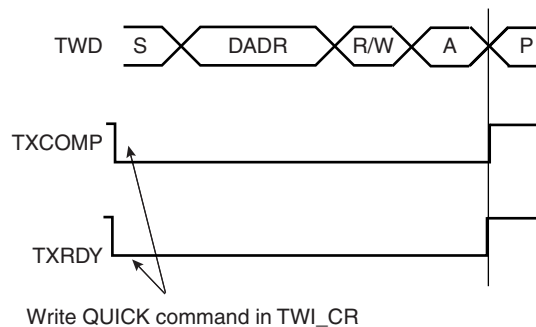 TWD S DADR R/W A P
TXCOMP
TXRDY
Write QUICK command in TWI_CR